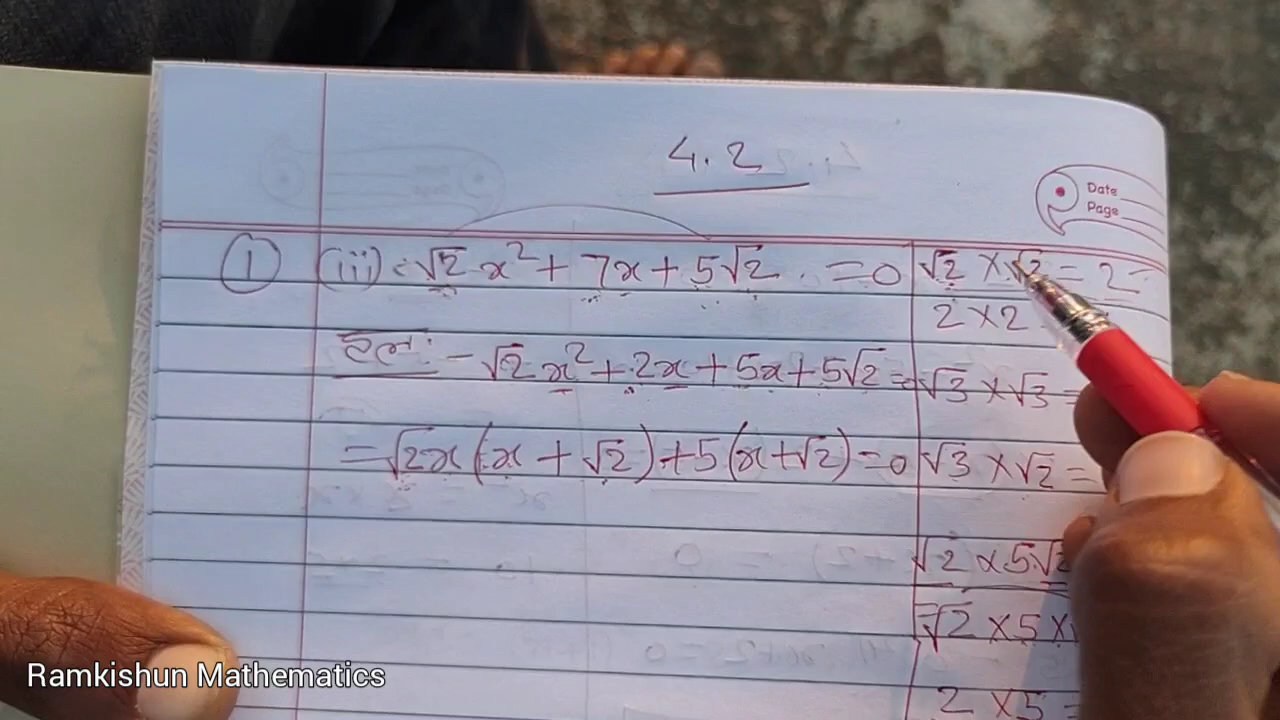 4.2
Date
Page
① (iii) : √2 x² + 7x + 5√2 . = 0
हल: - √2x² + 2x + 5x + 5√2 = 0
= √2x(x + √2) + 5(x + √2) = 0
√2 × √2 = 2
2 × 2
√3 × √3 =
√3 × √2 =
√2 × 5√2
= √2 × 5 ×
2 × 5 =
Ramkishun Mathematics